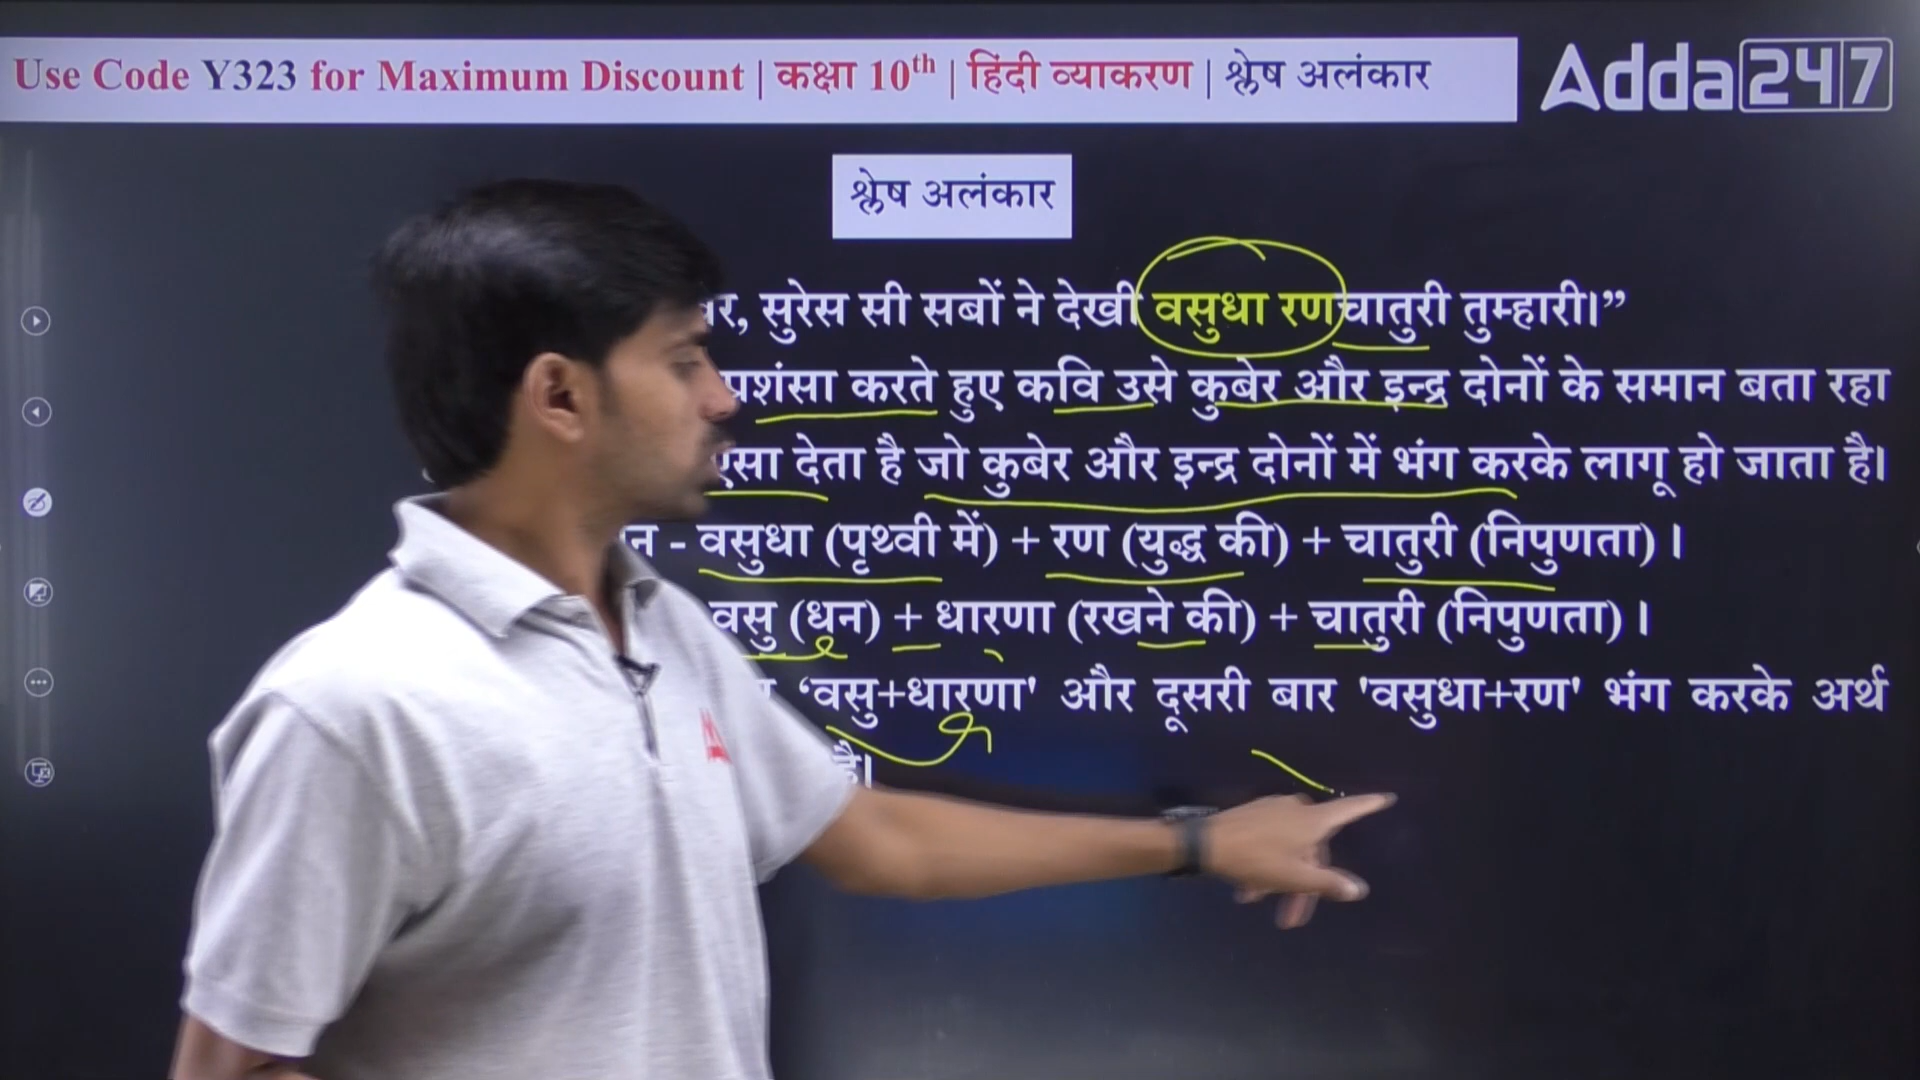 Use Code Y323 for Maximum Discount | कक्षा 10th | हिंदी व्याकरण | श्लेष अलंकार
Adda247
श्लेष अलंकार
सुरेस सी सबों ने देखी वसुधा रण चातुरी तुम्हारी।”
प्रशंसा करते हुए कवि उसे कुबेर और इन्द्र दोनों के समान बता रहा
देता है जो कुबेर और इन्द्र दोनों में भंग करके लागू हो जाता है।
- वसुधा (पृथ्वी में) + रण (युद्ध की) + चातुरी (निपुणता) ।
वसु (धन) + धारणा (रखने की) + चातुरी (निपुणता) ।
‘वसु+धारणा' और दूसरी बार 'वसुधा+रण' भंग करके अर्थ
है।